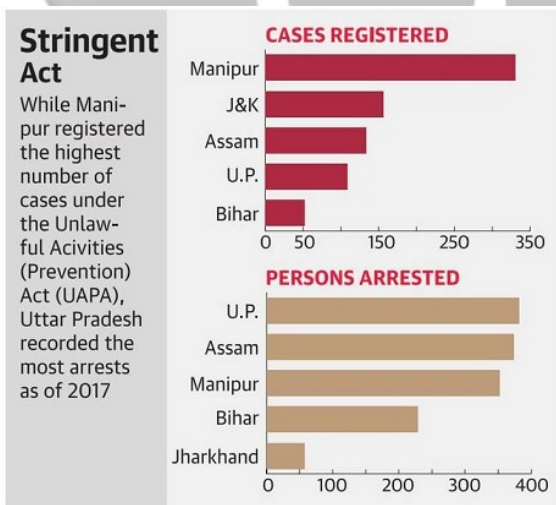 Stringent
Act
While Mani-
pur registered
the highest
number of
cases under
the Unlaw-
ful Acivities
(Prevention)
Act (UAPA),
Uttar Pradesh
recorded the
most arrests
as of 2017
CASES REGISTERED
Manipur
J&K
Assam
U.P.
Bihar
0 50 150 250 350
PERSONS ARRESTED
U.P.
Assam
Manipur
Bihar
Jharkhand
0 100 200 300 400